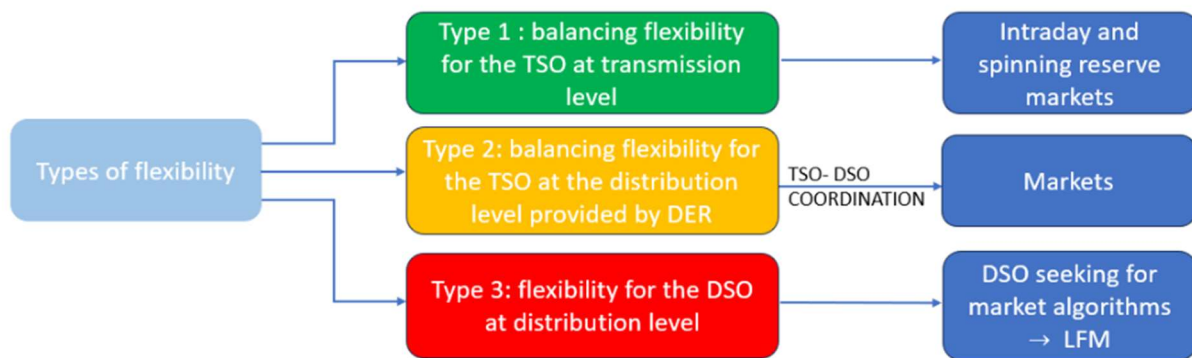 Types of flexibility
Type 1 : balancing flexibility
for the TSO at transmission
level
Intraday and
spinning reserve
markets
Type 2: balancing flexibility for
the TSO at the distribution
level provided by DER
TSO- DSO
COORDINATION
Markets
Type 3: flexibility for the DSO
at distribution level
DSO seeking for
market algorithms
→ LFM